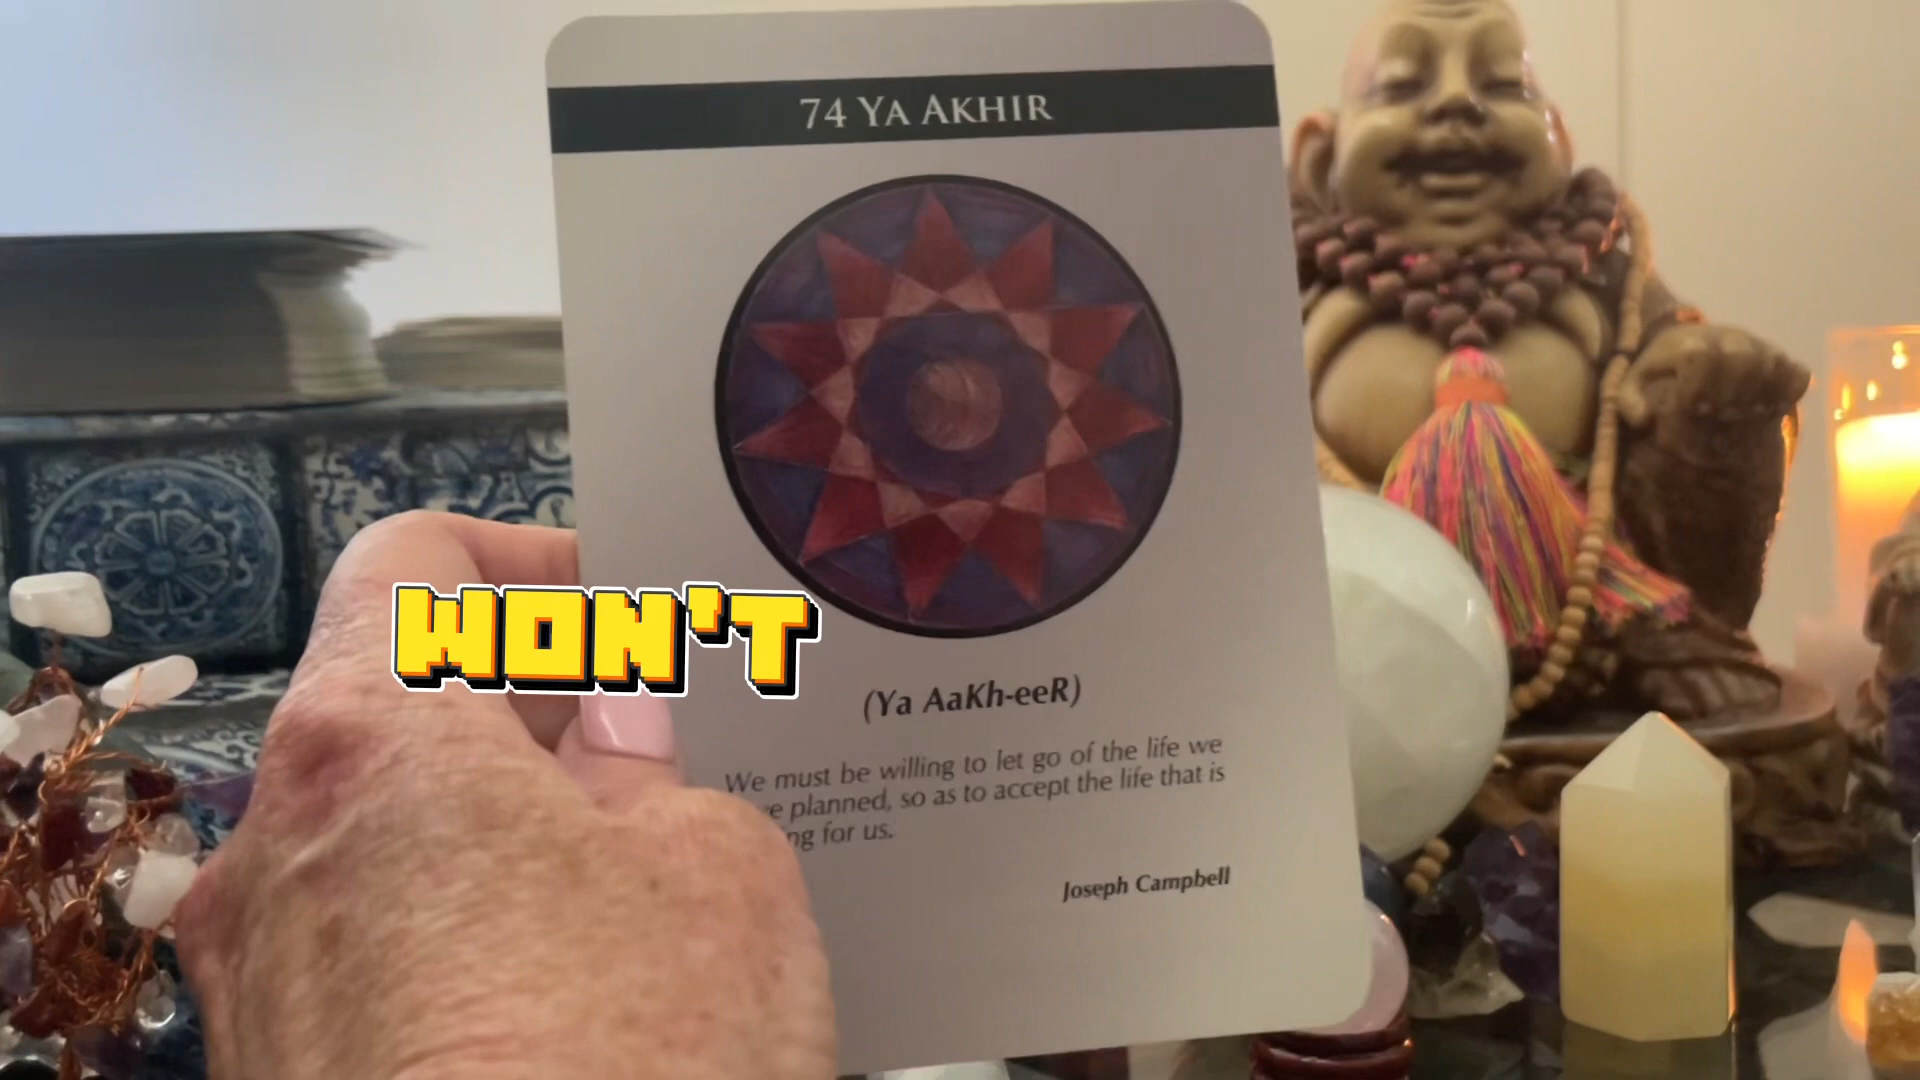 74 YA AKHIR
WON'T
(Ya AaKh-eeR)
We must be willing to let go of the life we
planned, so as to accept the life that is
for us.
Joseph Campbell